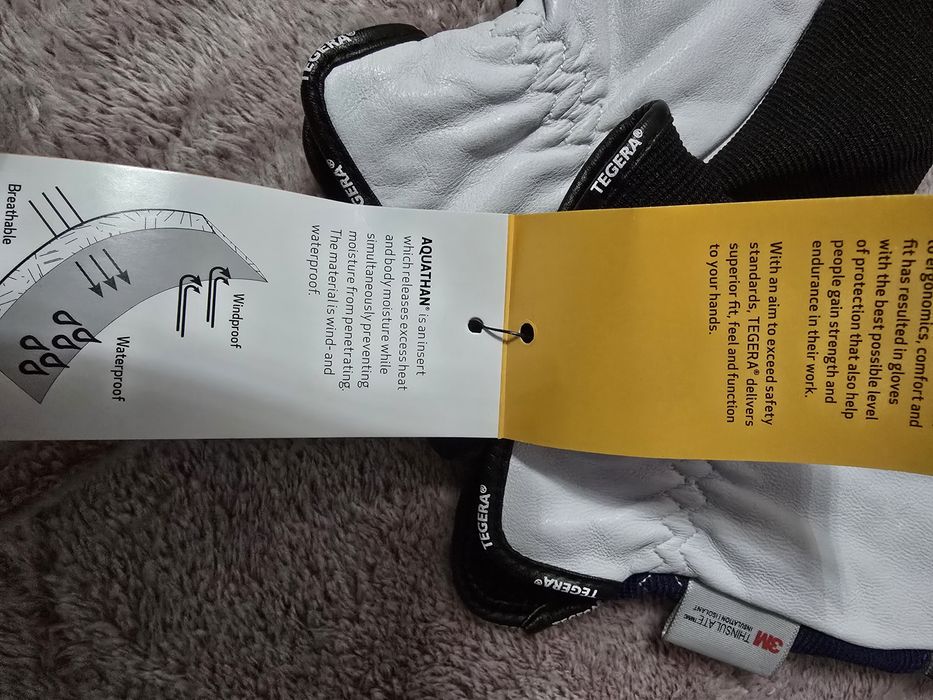 TEGERA®
GERA®
TEGERA®
to ergonomics, comfort and
fit has resulted in gloves
with the best possible level
of protection that also help
people gain strength and
endurance in their work.
With an aim to exceed safety
standards, TEGERA® delivers
superior fit, feel and function
to your hands.
AQUATHAN® is an insert
which releases excess heat
and body moisture while
simultaneously preventing
moisture from penetrating.
The material is wind- and
waterproof.
Windproof
Waterproof
Breathable
TEGERA®
TEGERA®
3M
THINSULATE
INSULATION | ISOLANT